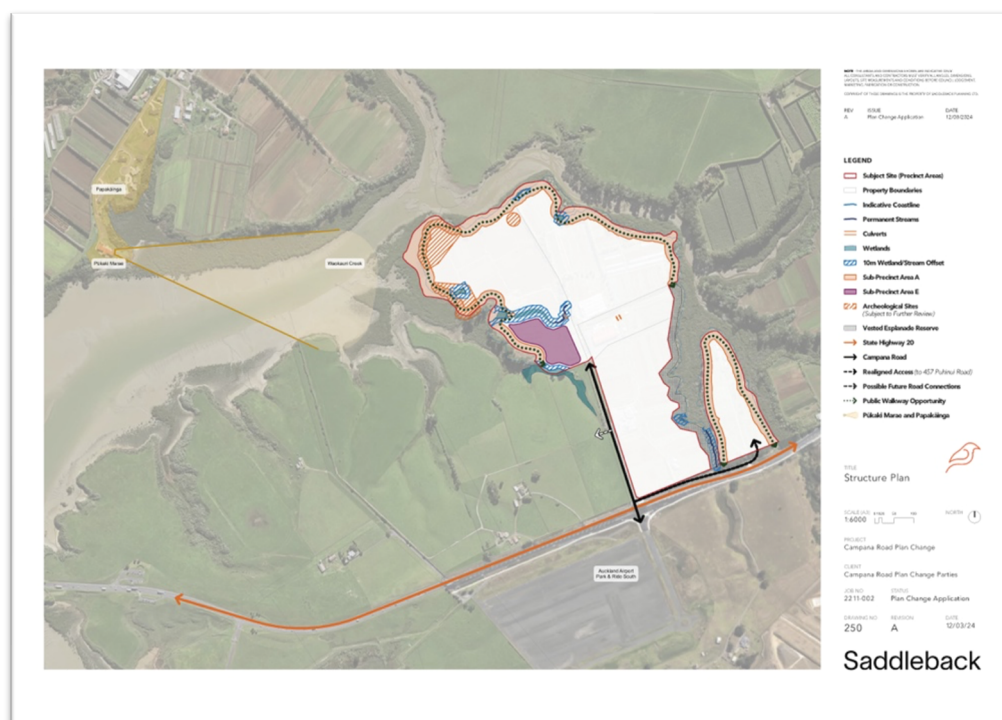 REV ISSUE DATE
A Plan Change Application 12/03/2024
LEGEND
Subject Site (Precinct Areas)
Property Boundaries
Indicative Coastline
Permanent Streams
Culverts
Wetlands
10m Wetland/Stream Offset
Sub-Precinct Area A
Sub-Precinct Area E
Archeological Sites
(Subject to Further Review)
Vested Esplanade Reserve
State Highway 20
Campana Road
Realigned Access (to 457 Puhinui Road)
Possible Future Road Connections
Public Walkway Opportunity
Pūkaki Marae and Papakāinga
Papakāinga
Pūkaki Marae
Waokauri Creek
Auckland Airport
Park & Ride South
TITLE
Structure Plan
1:6000
NORTH
PROJECT
Campana Road Plan Change
CLIENT
Campana Road Plan Change Parties
JOB NO STATUS
2211-002 Plan Change Application
DRAWING NO REVISION DATE
250 A 12/03/24
Saddleback